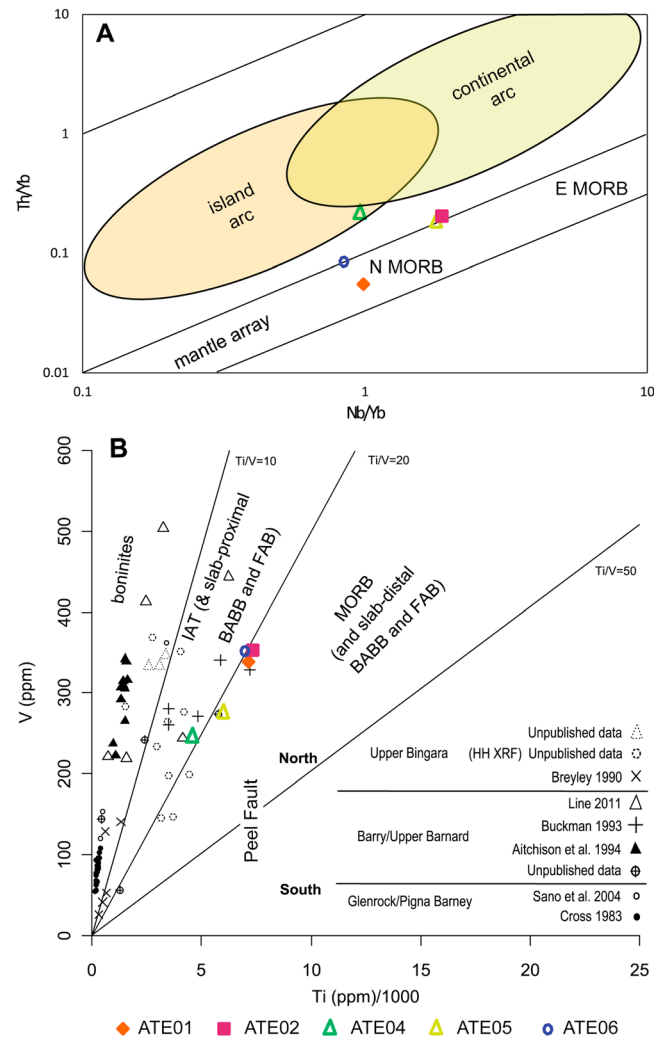 A
10
1
0.1
0.01
Th/Yb
continental
arc
island
arc
E MORB
N MORB
mantle array
0.1
1
10
Nb/Yb
B
600
500
400
300
200
100
0
V (ppm)
Ti/V=10
Ti/V=20
Ti/V=50
boninites
IAT (& slab-proximal
BABB and FAB)
MORB
(and slab-distal
BABB and FAB)
Peel Fault
North
South
Unpublished data
Upper Bingara (HH XRF) Unpublished data
Breyley 1990
Line 2011
Barry/Upper Barnard Buckman 1993
Aitchison et al. 1994
Unpublished data
Glenrock/Pigna Barney Sano et al. 2004
Cross 1983
0 5 10 15 20 25
Ti (ppm)/1000
ATE01 ATE02 ATE04 ATE05 ATE06